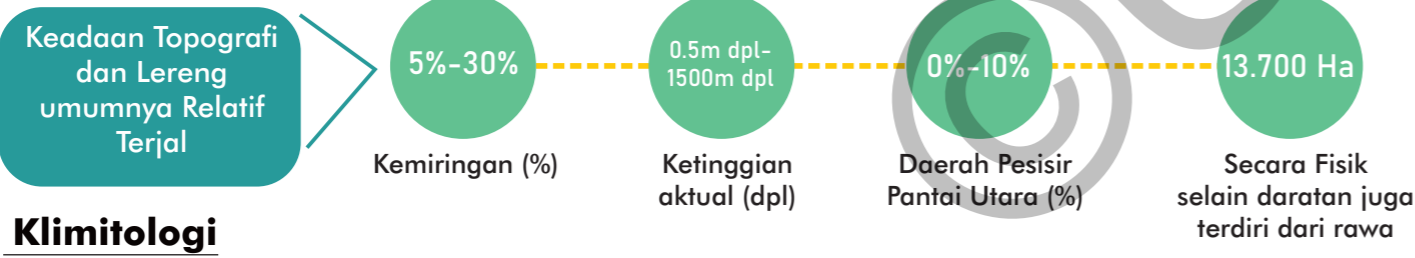 Keadaan Topografi
dan Lereng
umumnya Relatif
Terjal
5%-30%
Kemiringan (%)
0.5m dpl-
1500m dpl
Ketinggian
aktual (dpl)
0%-10%
Daerah Pesisir
Pantai Utara (%)
13.700 Ha
Secara Fisik
selain daratan juga
terdiri dari rawa
Klimitologi